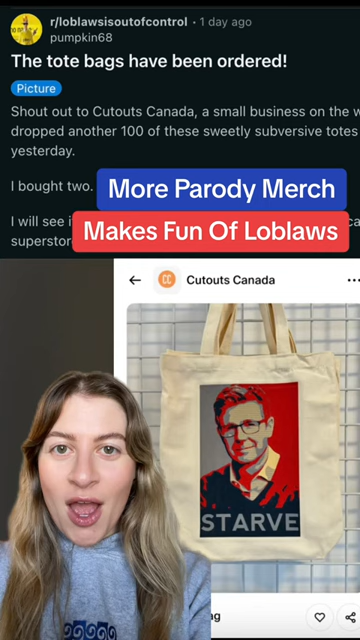 r/loblawsisoutofcontrol · 1 day ago
pumpkin68
The tote bags have been ordered!
Picture
Shout out to Cutouts Canada, a small business on the
dropped another 100 of these sweetly subversive totes
yesterday.
I bought two.
More Parody Merch
I will see
Makes Fun Of Loblaws
CC
Cutouts Canada
STARVE